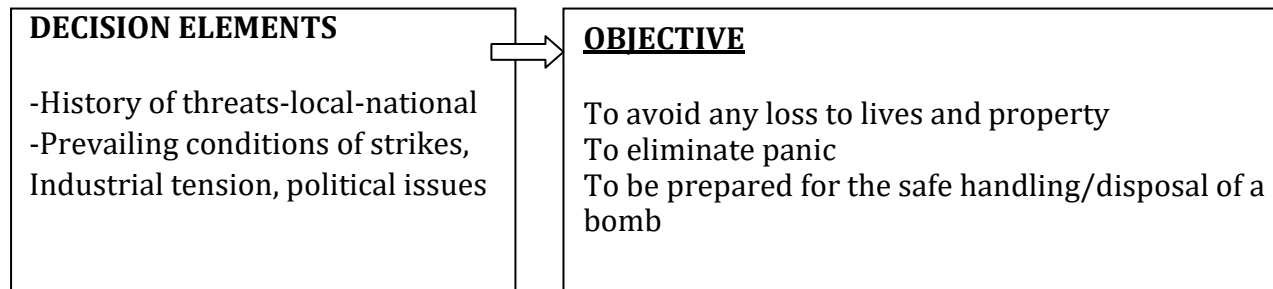 DECISION ELEMENTS
-History of threats-local-national
-Prevailing conditions of strikes,
Industrial tension, political issues
OBJECTIVE
To avoid any loss to lives and property
To eliminate panic
To be prepared for the safe handling/disposal of a
bomb